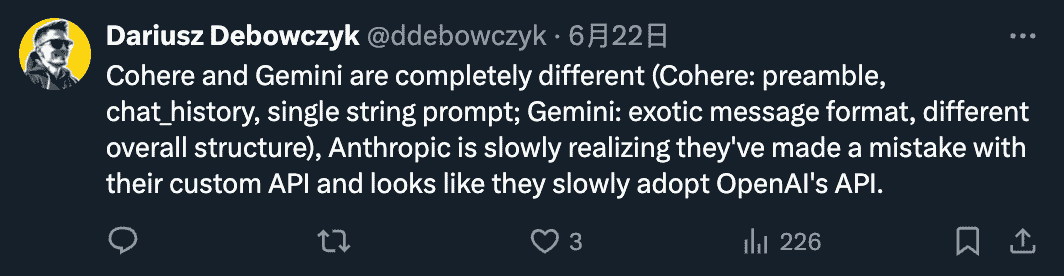 Dariusz Debowczyk @ddebowczyk · 6月22日
Cohere and Gemini are completely different (Cohere: preamble,
chat_history, single string prompt; Gemini: exotic message format, different
overall structure), Anthropic is slowly realizing they've made a mistake with
their custom API and looks like they slowly adopt OpenAI's API.
3 226